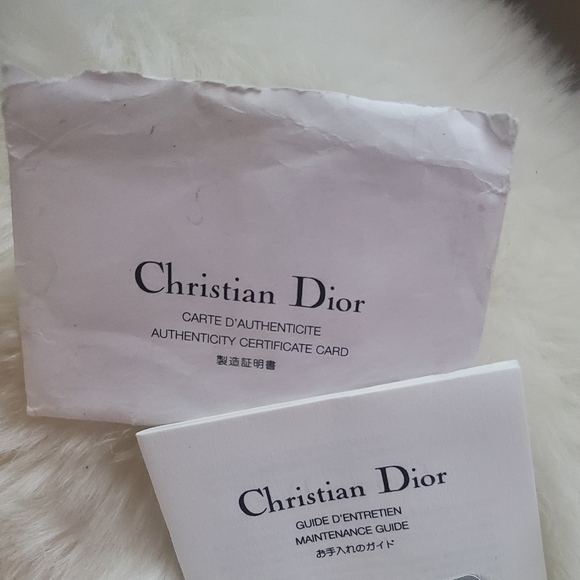 Christian Dior
CARTE D'AUTHENTICITE
AUTHENTICITY CERTIFICATE CARD
製造証明書
Christian Dior
GUIDE D'ENTRETIEN
MAINTENANCE GUIDE
お手入れのガイド